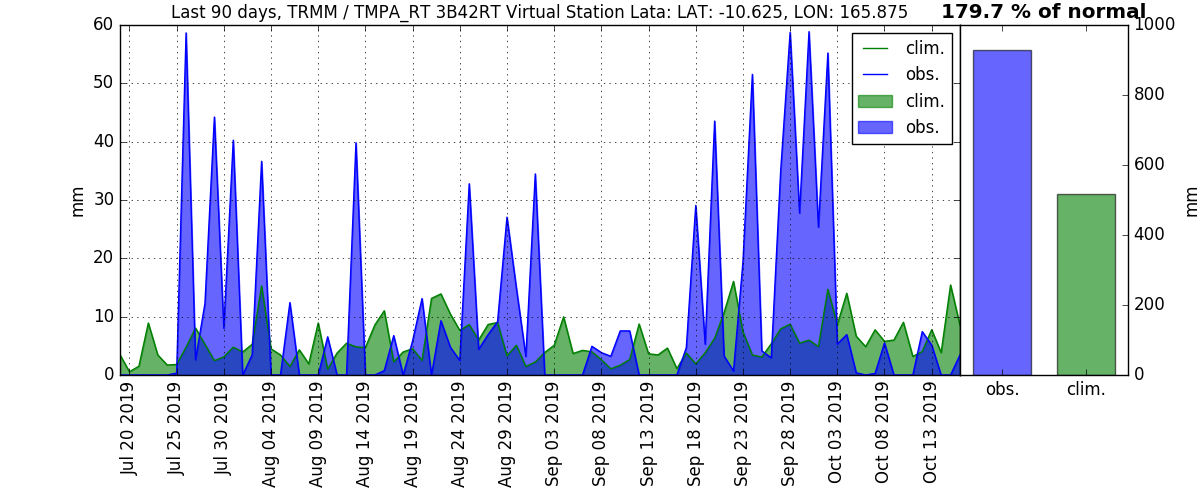 Last 90 days, TRMM / TMPA_RT 3B42RT Virtual Station Lata: LAT: -10.625, LON: 165.875
179.7 % of normal
60
50
40
30
20
10
0
mm
clim.
obs.
clim.
obs.
1000
800
600
400
200
0
mm
Jul 20 2019
Jul 25 2019
Jul 30 2019
Aug 04 2019
Aug 09 2019
Aug 14 2019
Aug 19 2019
Aug 24 2019
Aug 29 2019
Sep 03 2019
Sep 08 2019
Sep 13 2019
Sep 18 2019
Sep 23 2019
Sep 28 2019
Oct 03 2019
Oct 08 2019
Oct 13 2019
obs.
clim.